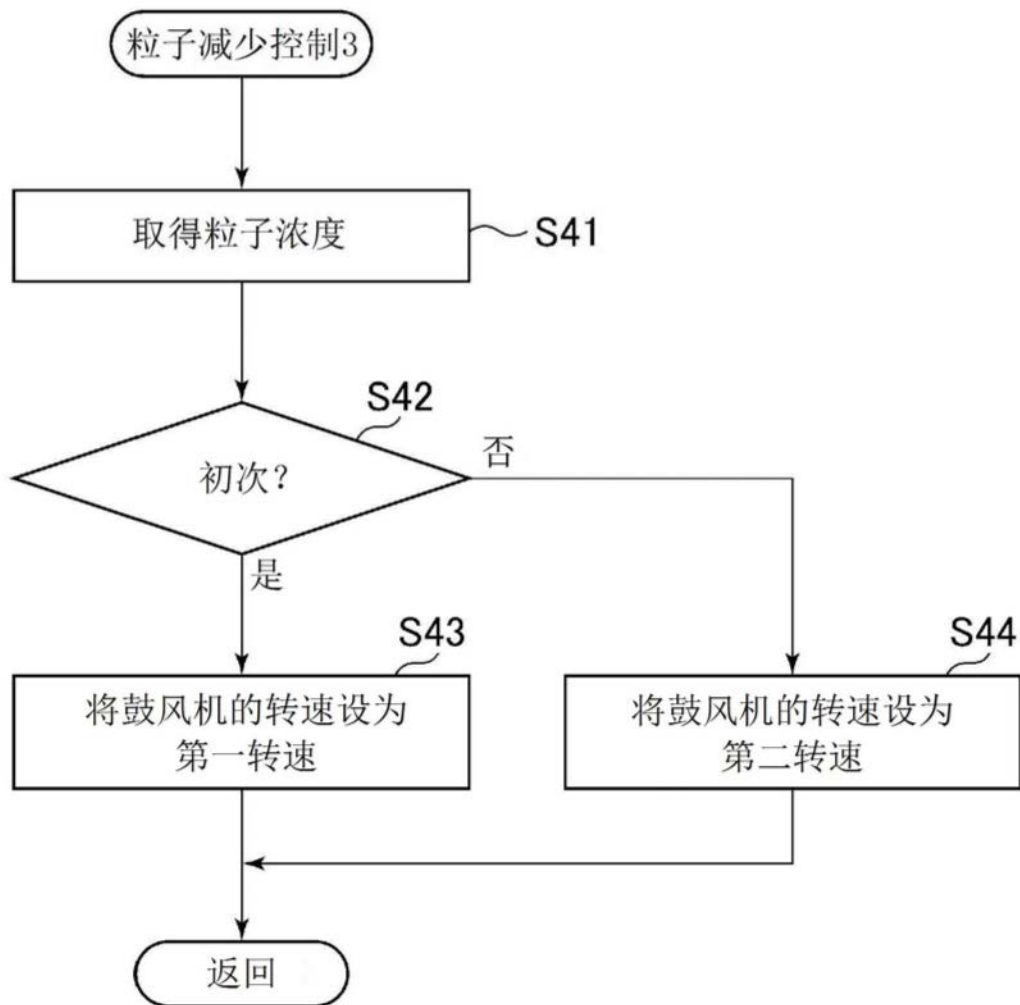 粒子减少控制3
取得粒子浓度
S41
S42
初次?
否
是
S43
将鼓风机的转速设为
第一转速
S44
将鼓风机的转速设为
第二转速
返回